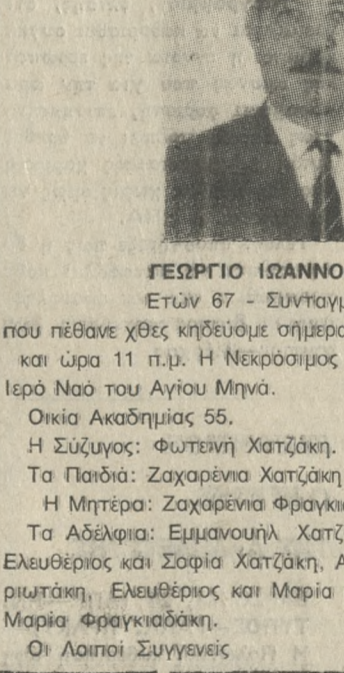 ΓΕΩΡΓΙΟ ΙΩΑΝΝΟ
Ετών 67 - Συνταγμ
που πέθανε χθες κηδεύομε σήμερα
και ώρα 11 π.μ. Η Νεκρόσιμος
Ιερό Ναό του Αγίου Μηνά.
Οικία Ακαδημίας 55.
Η Σύζυγος: Φωτεινή Χατζάκη.
Τα Παιδιά: Ζαχαρένια Χατζάκη
Η Μητέρα: Ζαχαρένια Φραγκι
Τα Αδέλφια: Εμμανουήλ Χατζ
Ελευθέριος και Σοφία Χατζάκη, Α
ριωτάκη, Ελευθέριος και Μαρία
Μαρία Φραγκιαδάκη.
Οι Λοιποί Συγγενείς